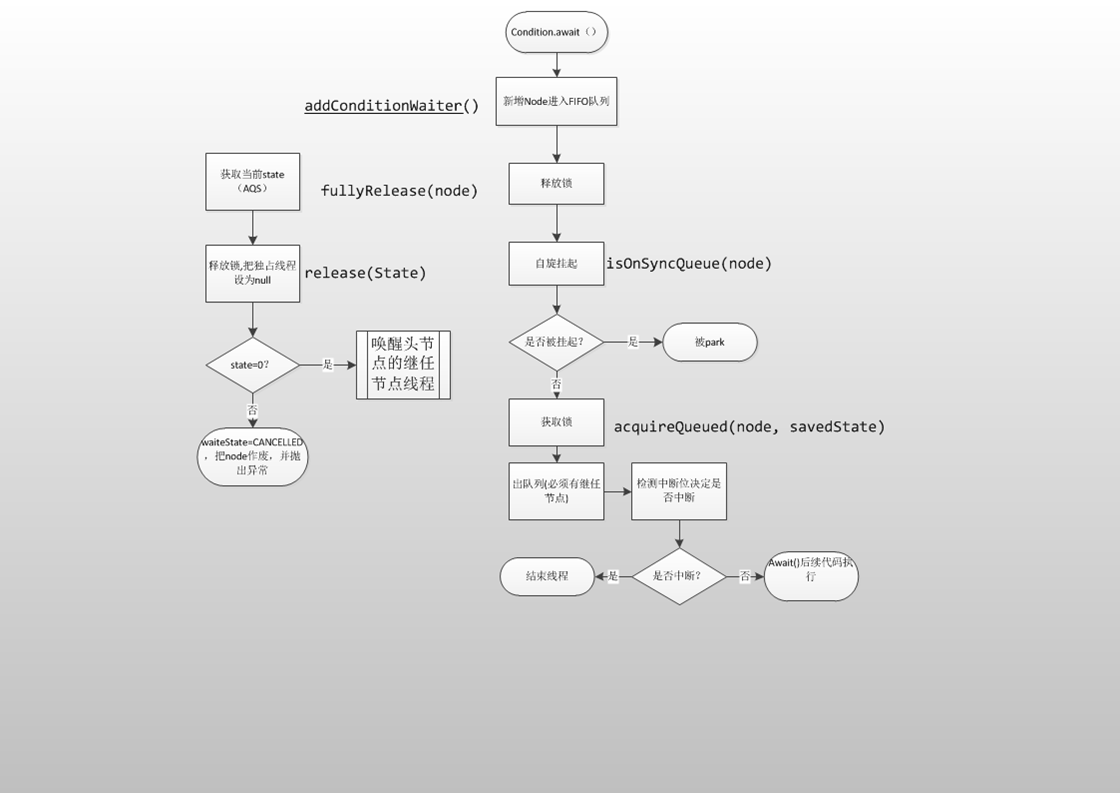 Condition.await（）
新增Node进入FIFO队列
addConditionWaiter()
获取当前state
（AQS）
fullyRelease(node)
释放锁
释放锁,把独占线程
设为null
release(State)
自旋挂起
isOnSyncQueue(node)
是否被挂起?
是
被park
state=0?
是
唤醒头节
点的继任
节点线程
否
否
waiteState=CANCELLED
，把node作废，并抛
出异常
获取锁
acquireQueued(node, savedState)
出队列(必须有继任
节点)
检测中断位决定是
否中断
结束线程
是
是否中断?
否
Await()后续代码执
行